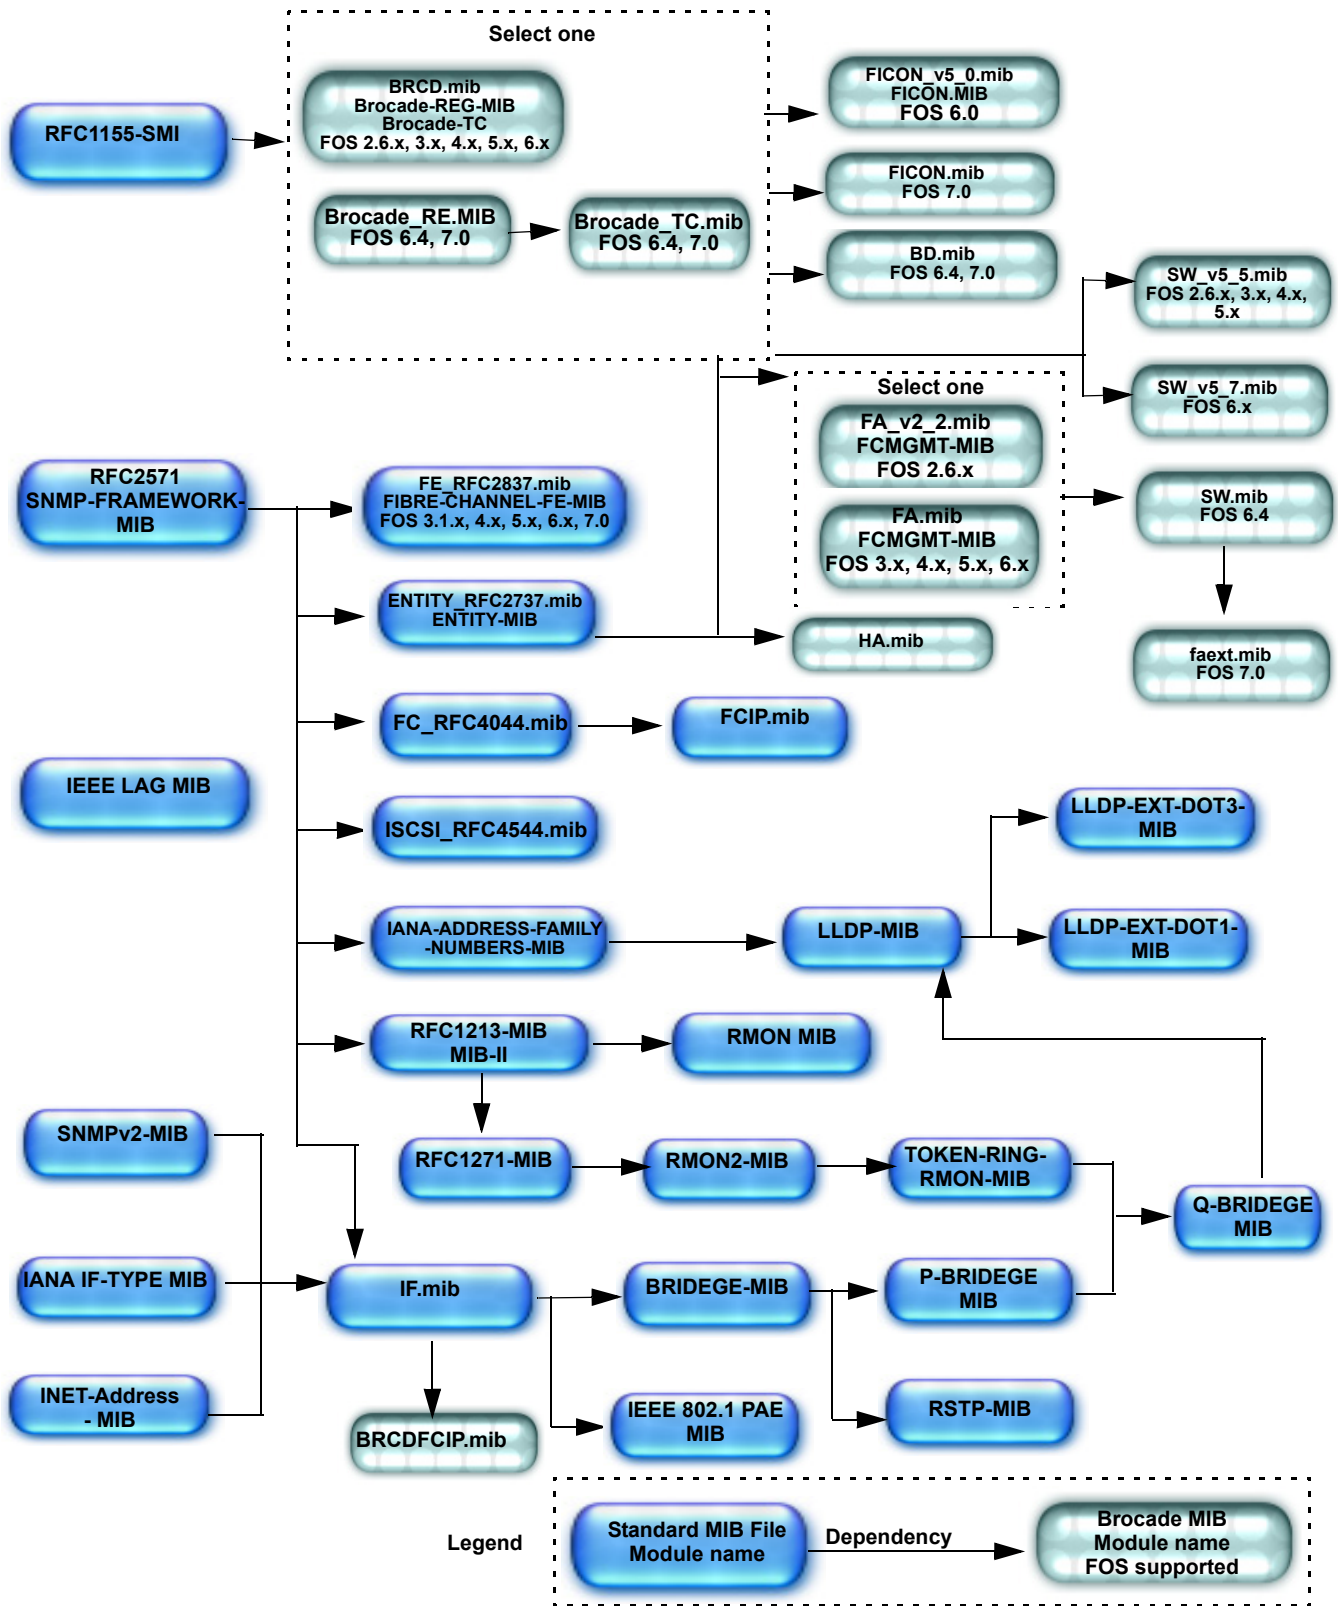 Select one
BRCD.mib
Brocade-REG-MIB
Brocade-TC
FOS 2.6.x, 3.x, 4.x, 5.x, 6.x
FICON_v5_0.mib
FICON.MIB
FOS 6.0
RFC1155-SMI
FICON.mib
FOS 7.0
Brocade_RE.MIB
FOS 6.4, 7.0
Brocade_TC.mib
FOS 6.4, 7.0
BD.mib
FOS 6.4, 7.0
SW_v5_5.mib
FOS 2.6.x, 3.x, 4.x,
5.x
Select one
SW_v5_7.mib
FOS 6.x
FA_v2_2.mib
FCMGMT-MIB
FOS 2.6.x
RFC2571
SNMP-FRAMEWORK-
MIB
FE_RFC2837.mib
FIBRE-CHANNEL-FE-MIB
FOS 3.1.x, 4.x, 5.x, 6.x, 7.0
SW.mib
FOS 6.4
FA.mib
FCMGMT-MIB
FOS 3.x, 4.x, 5.x, 6.x
ENTITY_RFC2737.mib
ENTITY-MIB
HA.mib
faext.mib
FOS 7.0
FC_RFC4044.mib
FCIP.mib
IEEE LAG MIB
ISCSI_RFC4544.mib
LLDP-EXT-DOT3-
MIB
IANA-ADDRESS-FAMILY
-NUMBERS-MIB
LLDP-MIB
LLDP-EXT-DOT1-
MIB
RFC1213-MIB
MIB-II
RMON MIB
SNMPv2-MIB
RFC1271-MIB
RMON2-MIB
TOKEN-RING-
RMON-MIB
Q-BRIDEGE
MIB
IANA IF-TYPE MIB
IF.mib
BRIDEGE-MIB
P-BRIDEGE
MIB
INET-Address
- MIB
BRCDFCIP.mib
IEEE 802.1 PAE
MIB
RSTP-MIB
Legend
Standard MIB File
Module name
Dependency
Brocade MIB
Module name
FOS supported